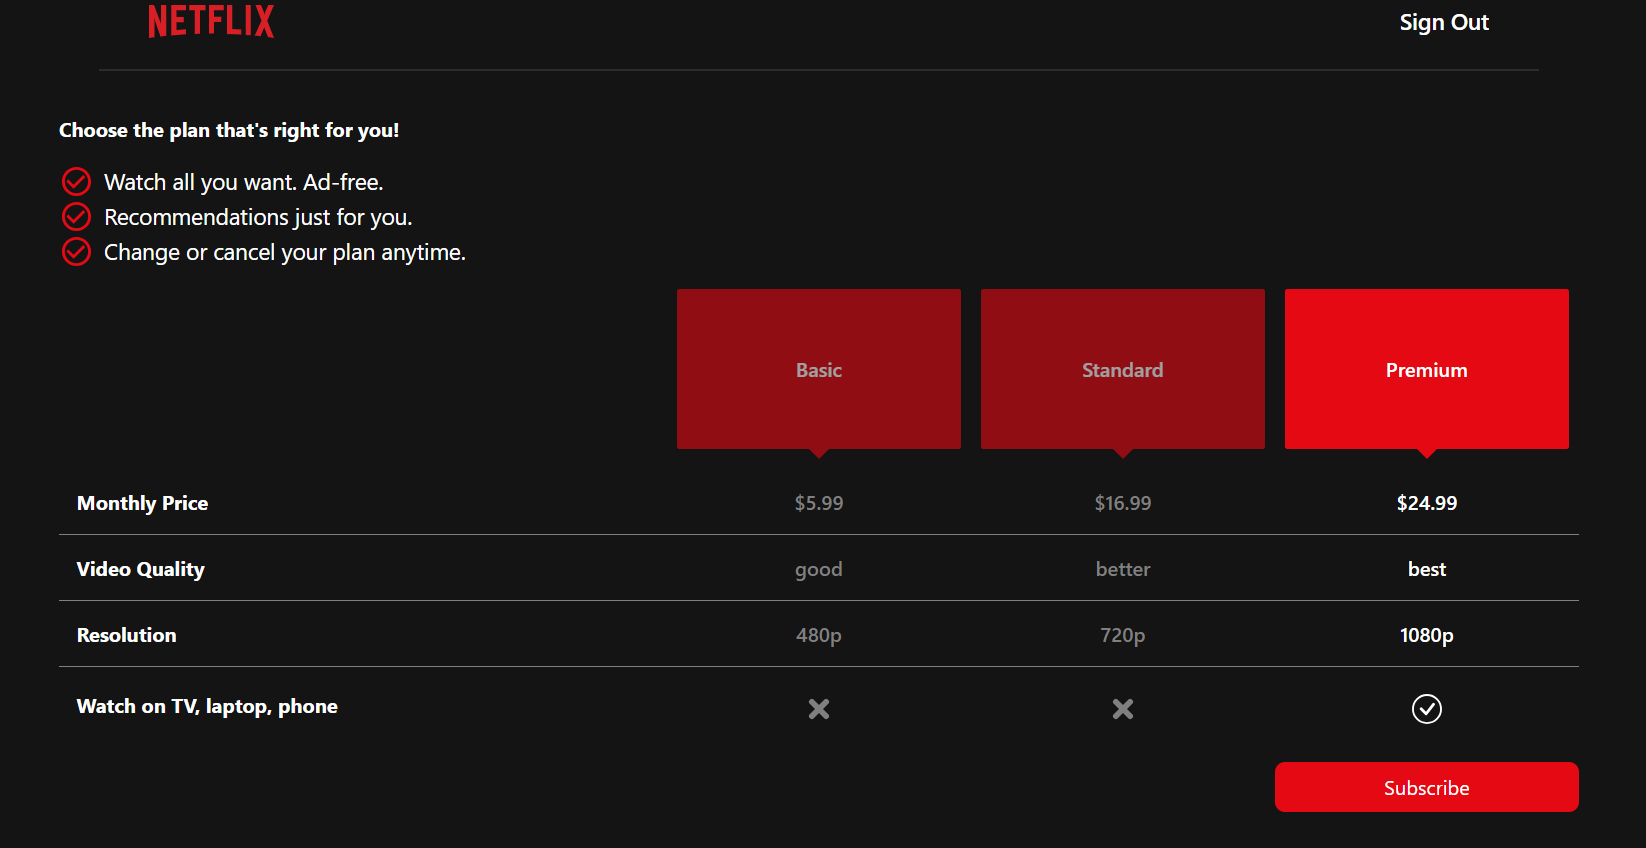 NETFLIX
Sign Out
Choose the plan that's right for you!
Watch all you want. Ad-free.
Recommendations just for you.
Change or cancel your plan anytime.
Basic Standard Premium
Monthly Price $5.99 $16.99 $24.99
Video Quality good better best
Resolution 480p 720p 1080p
Watch on TV, laptop, phone
Subscribe